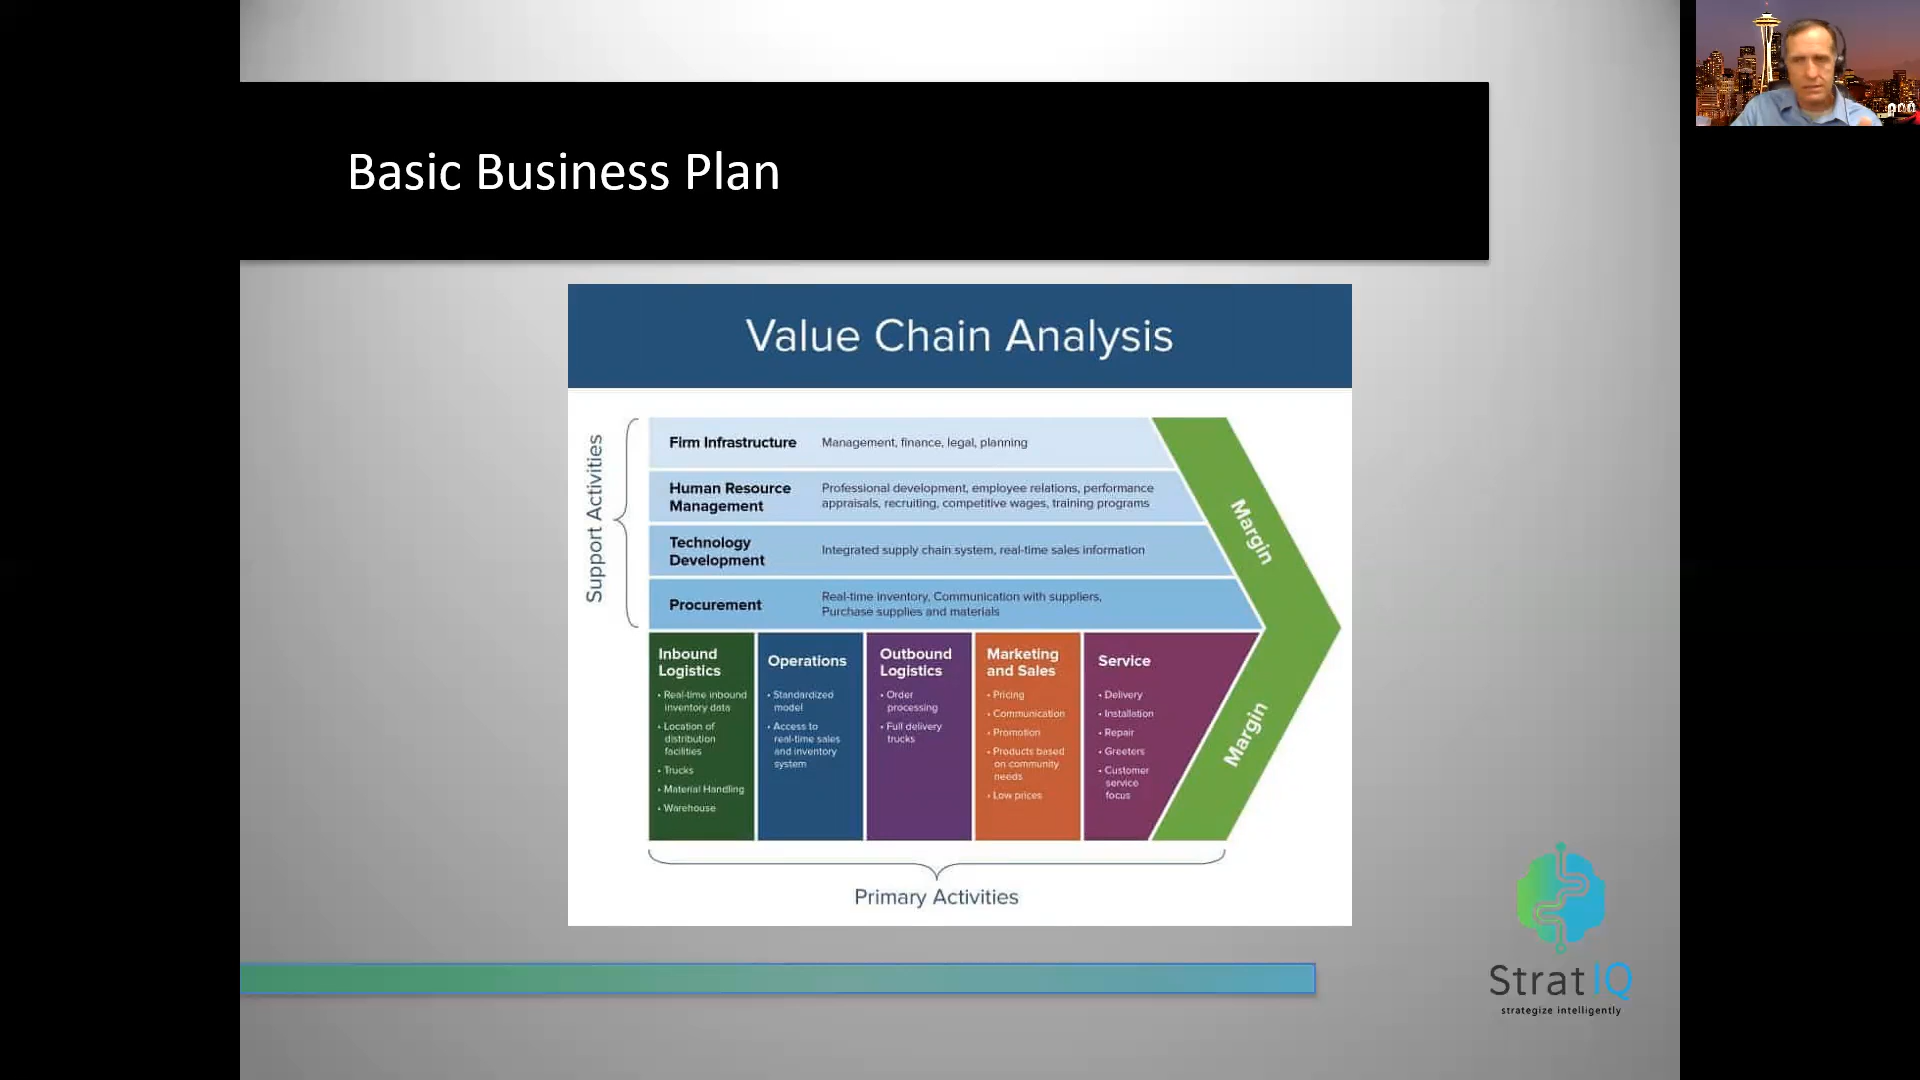 Basic Business Plan
Value Chain Analysis
Support Activities
Firm Infrastructure
Management, finance, legal, planning
Human Resource
Management
Professional development, employee relations, performance
appraisals, recruiting, competitive wages, training programs
Technology
Development
Integrated supply chain system, real-time sales information
Procurement
Real-time inventory, Communication with suppliers,
Purchase supplies and materials
Margin
Inbound
Logistics
• Real-time inbound
inventory data
• Location of
distribution
facilities
• Trucks
• Material Handling
• Warehouse
Operations
• Standardized
model
• Access to
real-time sales
and inventory
system
Outbound
Logistics
• Order
processing
• Full delivery
trucks
Marketing
and Sales
• Pricing
• Communication
• Promotion
• Products based
on community
needs
• Low prices
Service
• Delivery
• Installation
• Repair
• Greeters
• Customer
service
focus
Margin
Primary Activities
StratIQ
strategize intelligently